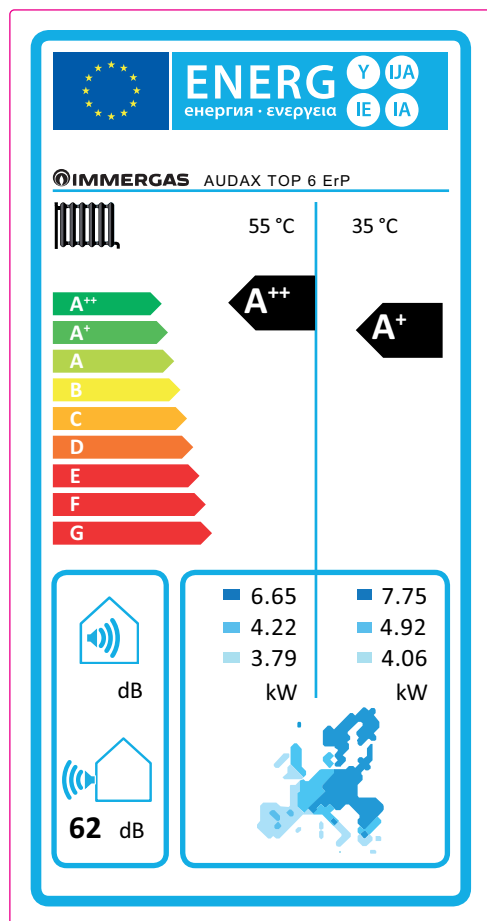 ENERG Y IJA
енергия · ενεργεια IE IA
IMMERGAS AUDAX TOP 6 ErP
55 °C 35 °C
A++ A+
A++
A+
A
B
C
D
E
F
G
6.65 7.75
4.22 4.92
3.79 4.06
kW kW
dB
62 dB